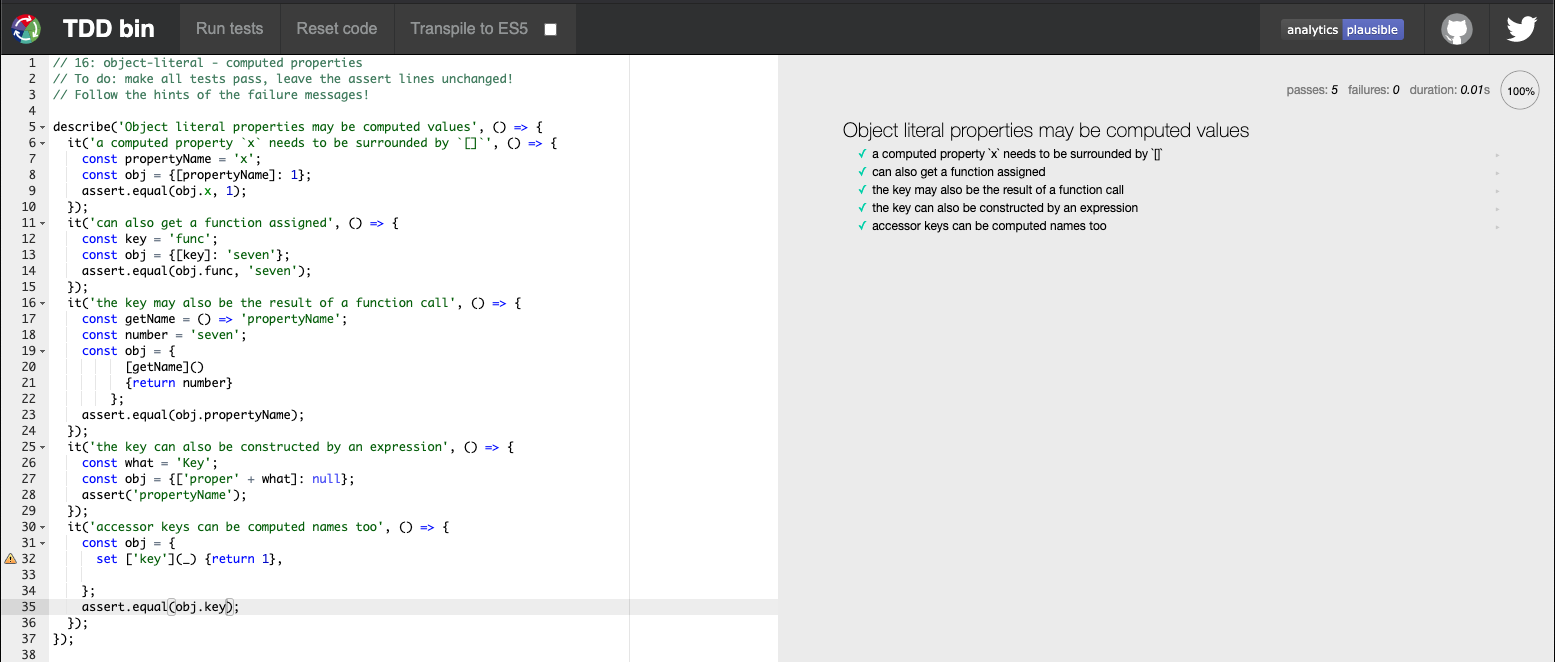 TDD bin
Run tests
Reset code
Transpile to ES5
analytics plausible
1 // 16: object-literal - computed properties
2 // To do: make all tests pass, leave the assert lines unchanged!
3 // Follow the hints of the failure messages!
4
5 describe('Object literal properties may be computed values', () => {
6 it('a computed property `x` needs to be surrounded by `[]`', () => {
7 const propertyName = 'x';
8 const obj = {[propertyName]: 1};
9 assert.equal(obj.x, 1);
10 });
11 it('can also get a function assigned', () => {
12 const key = 'func';
13 const obj = {[key]: 'seven'};
14 assert.equal(obj.func, 'seven');
15 });
16 it('the key may also be the result of a function call', () => {
17 const getName = () => 'propertyName';
18 const number = 'seven';
19 const obj = {
20 [getName]()
21 {return number}
22 };
23 assert.equal(obj.propertyName);
24 });
25 it('the key can also be constructed by an expression', () => {
26 const what = 'Key';
27 const obj = {['proper' + what]: null};
28 assert('propertyName');
29 });
30 it('accessor keys can be computed names too', () => {
31 const obj = {
32 set ['key'](_) {return 1},
33
34 };
35 assert.equal(obj.key);
36 });
37 });
38
passes: 5 failures: 0 duration: 0.01s 100%
Object literal properties may be computed values
✓ a computed property `x` needs to be surrounded by `[]`
✓ can also get a function assigned
✓ the key may also be the result of a function call
✓ the key can also be constructed by an expression
✓ accessor keys can be computed names too